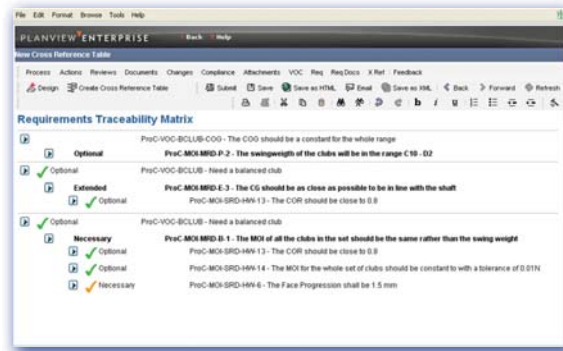 File Edit Format Browse Tools Help
PLANVIEW ENTERPRISE Back Help
New Cross Reference Table
Process Actions Reviews Documents Changes Compliance Attachments VOC Req Req Docs X Ref Feedback
Design Create Cross Reference Table Submit Save Save as HTML Email Save as XML Back Forward Refresh
b i u
Requirements Traceability Matrix
ProC-VOC-BCLUB-COG - The COG should be a constant for the whole range
Optional ProC-MOI-MRD-P-2 - The swingweigth of the clubs will be in the range C10 - D2
Optional ProC-VOC-BCLUB - Need a balanced club
Extended ProC-MOI-MRD-E-3 - The CG should be as close as possible to be in line with the shaft
Optional ProC-MOI-SRD-HW-13 - The COR should be close to 0.8
Optional ProC-VOC-BCLUB - Need a balanced club
Necessary ProC-MOI-MRD-B-1 - The MOI of all the clubs in the set should be the same rather than the swing weight
Optional ProC-MOI-SRD-HW-13 - The COR should be close to 0.8
Optional ProC-MOI-SRD-HW-14 - The MOI for the whole set of clubs should be constant to with a tolerance of 0.01N
Necessary ProC-MOI-SRD-HW-6 - The Face Progression shall be 1.5 mm